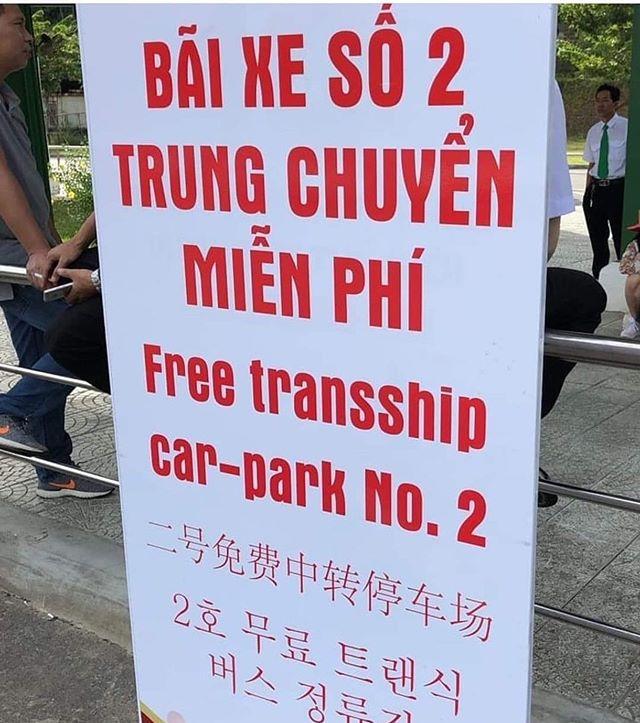 BÃI XE SỐ 2
TRUNG CHUYỂN
MIỄN PHÍ
Free transship
car-park No. 2
二号免费中转停车场
2호 무료 트랜식
버스 정류